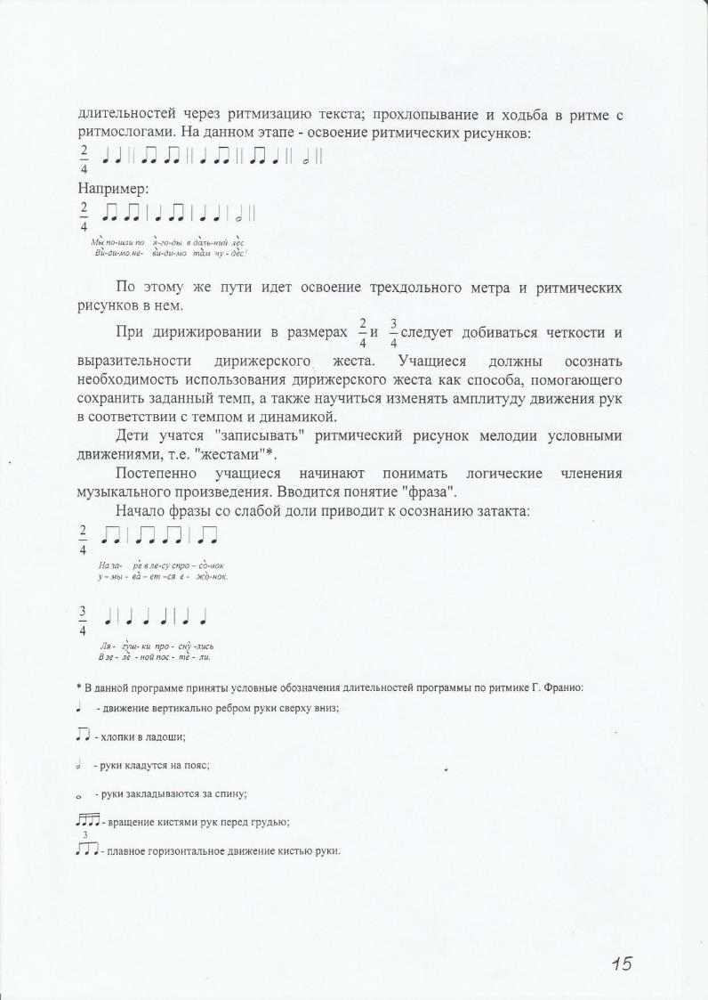 длительностей через ритмизацию текста; прохлопывание и ходьба в ритме с
ритмослогами. На данном этапе - освоение ритмических рисунков:
2
4
Например:
2
4
Мы по-шли по я-го-ды в даль-ний лес
Ви-ди-мо не- ви-ди-мо там чу - дес!
По этому же пути идет освоение трехдольного метра и ритмических
рисунков в нем.
При дирижировании в размерах 2/4 и 3/4 следует добиваться четкости и
выразительности дирижерского жеста. Учащиеся должны осознать
необходимость использования дирижерского жеста как способа, помогающего
сохранить заданный темп, а также научиться изменять амплитуду движения рук
в соответствии с темпом и динамикой.
Дети учатся "записывать" ритмический рисунок мелодии условными
движениями, т.е. "жестами"*.
Постепенно учащиеся начинают понимать логические членения
музыкального произведения. Вводится понятие "фраза".
Начало фразы со слабой доли приводит к осознанию затакта:
2
4
На за- ре в ле-су спро – со-нок
у – мы - ва – ет –ся е - жо-нок.
3
4
Ля - гуш- ки про - сну -лись
В зе - ле - ной пос - те - ли.
* В данной программе приняты условные обозначения длительностей программы по ритмике Г. Франио:
- движение вертикально ребром руки сверху вниз;
- хлопки в ладоши;
- руки кладутся на пояс;
- руки закладываются за спину;
- вращение кистями рук перед грудью;
3
- плавное горизонтальное движение кистью руки.
15